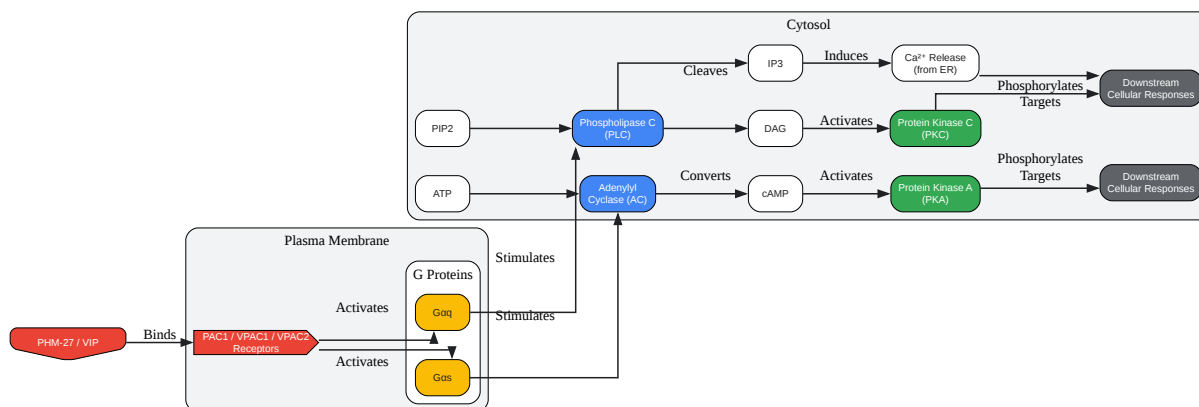 Cytosol
IP3
Induces
Ca²⁺ Release
(from ER)
Cleaves
Downstream
Cellular Responses
Phosphorylates
Targets
PIP2
Phospholipase C
(PLC)
DAG
Activates
Protein Kinase C
(PKC)
ATP
Adenylyl
Cyclase (AC)
Converts
cAMP
Activates
Protein Kinase A
(PKA)
Phosphorylates
Targets
Downstream
Cellular Responses
Plasma Membrane
Stimulates
G Proteins
Activates
Gαq
Stimulates
PHM-27 / VIP
Binds
PAC1 / VPAC1 / VPAC2
Receptors
Activates
Gαs